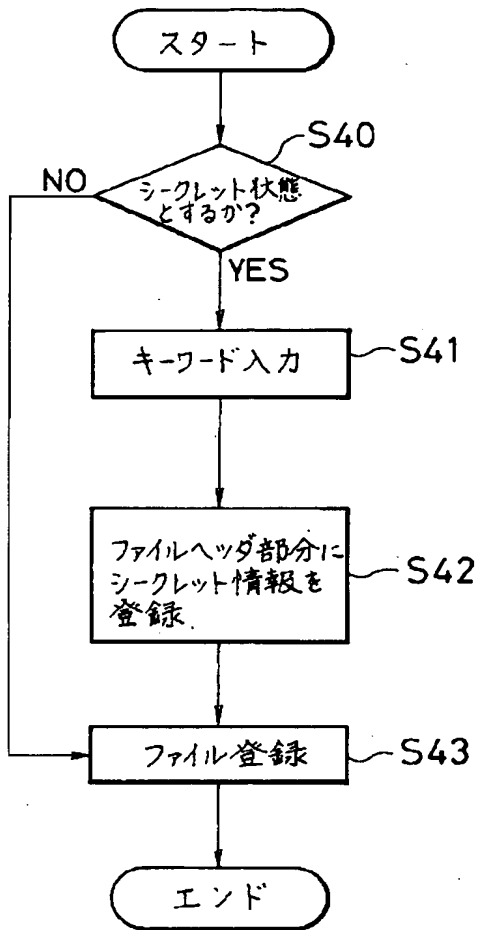 スタート
S40
NO
シークレット状態
とするか?
YES
キーワード入力
S41
ファイルヘッダ部分に
シークレット情報を
登録.
S42
ファイル登録
S43
エンド